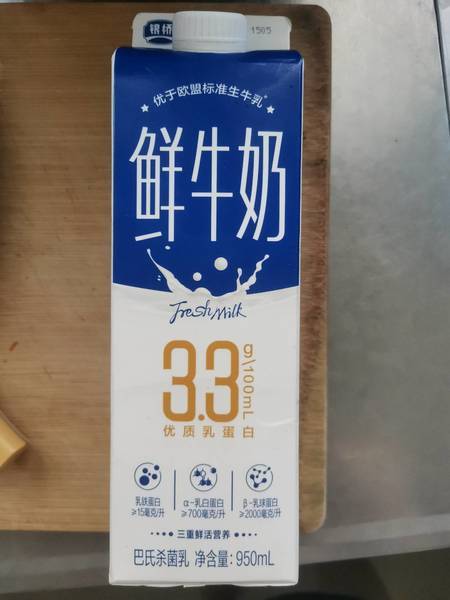 银桥
1505
优于欧盟标准生牛乳*
鲜牛奶
Fresh Milk
3.3g/100mL
优质乳蛋白
乳铁蛋白
≥15毫克/升
α-乳白蛋白
≥700毫克/升
β-乳球蛋白
≥2000毫克/升
三重鲜活营养
巴氏杀菌乳 净含量:950mL